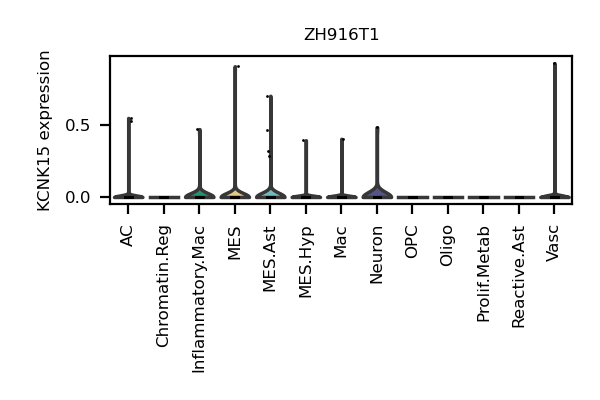 ZH916T1
KCNK15 expression
0.5
0.0
AC
Chromatin.Reg
Inflammatory.Mac
MES
MES.Ast
MES.Hyp
Mac
Neuron
OPC
Oligo
Prolif.Metab
Reactive.Ast
Vasc